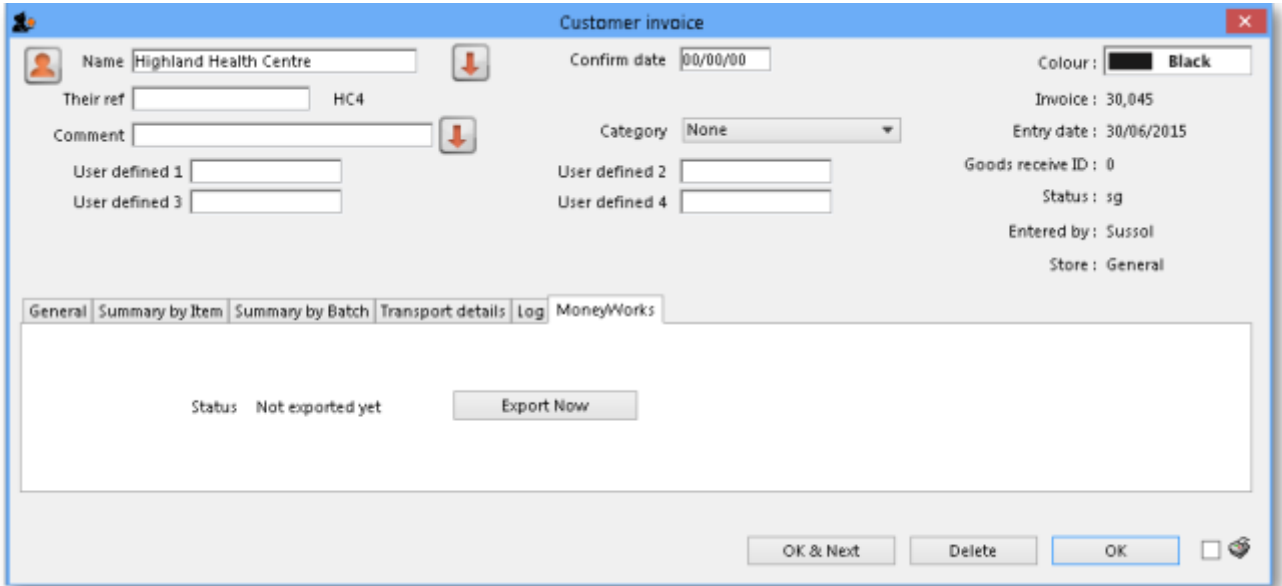 Customer invoice
Name Highland Health Centre Confirm date 00/00/00 Colour: Black
Their ref HC4 Invoice: 30,045
Comment Category None Entry date: 30/06/2015
User defined 1 User defined 2 Goods receive ID: 0
User defined 3 User defined 4 Status: sg
Entered by: Sussol
Store: General
General Summary by Item Summary by Batch Transport details Log MoneyWorks
Status Not exported yet Export Now
OK & Next Delete OK